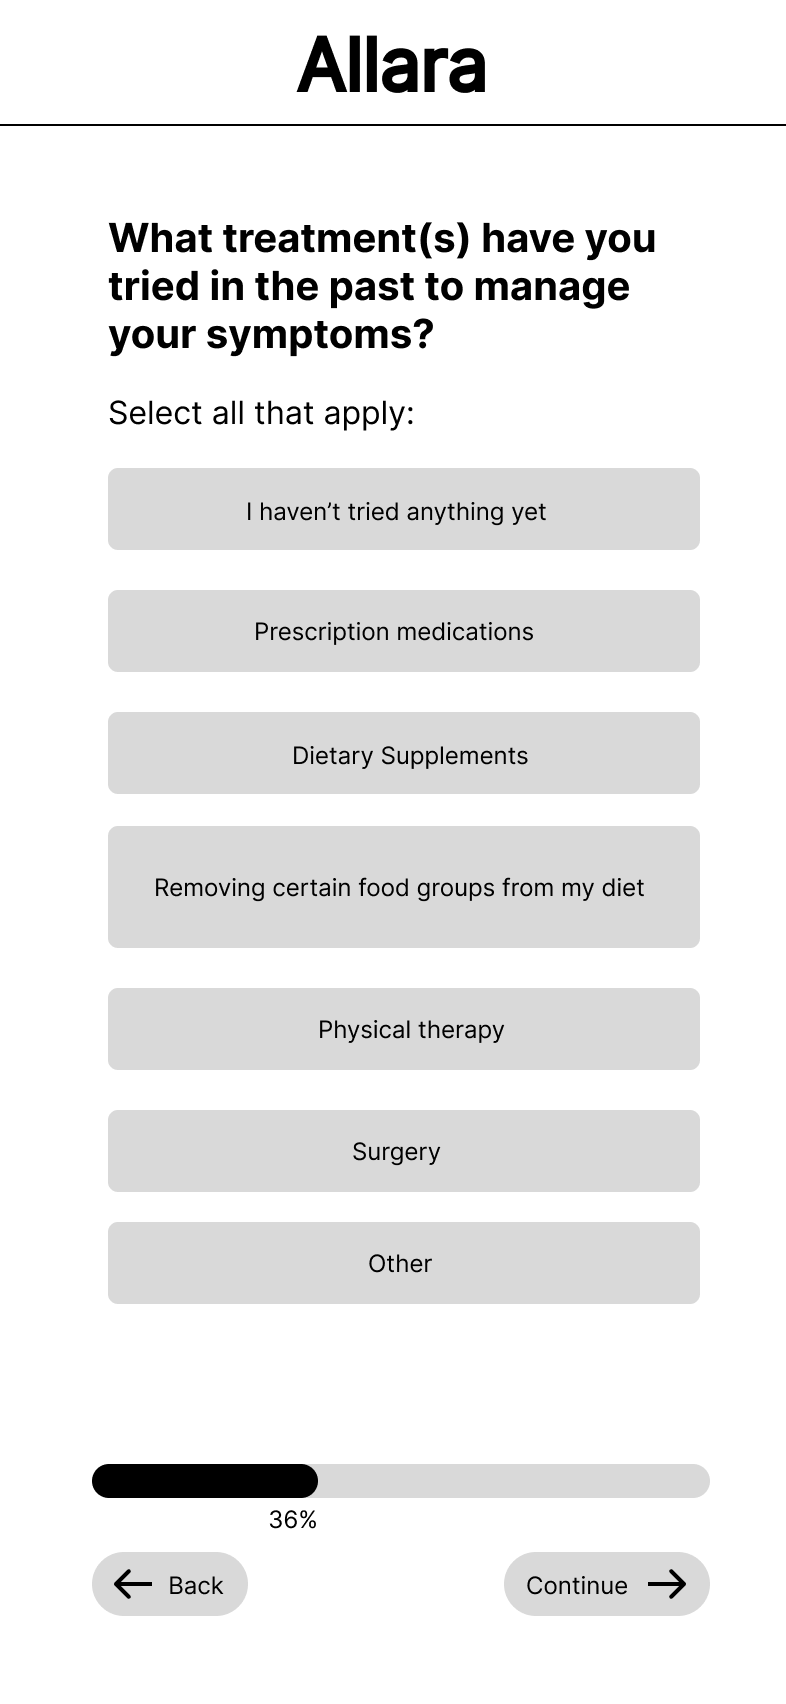 Allara
What treatment(s) have you
tried in the past to manage
your symptoms?
Select all that apply:
I haven’t tried anything yet
Prescription medications
Dietary Supplements
Removing certain food groups from my diet
Physical therapy
Surgery
Other
36%
Back
Continue